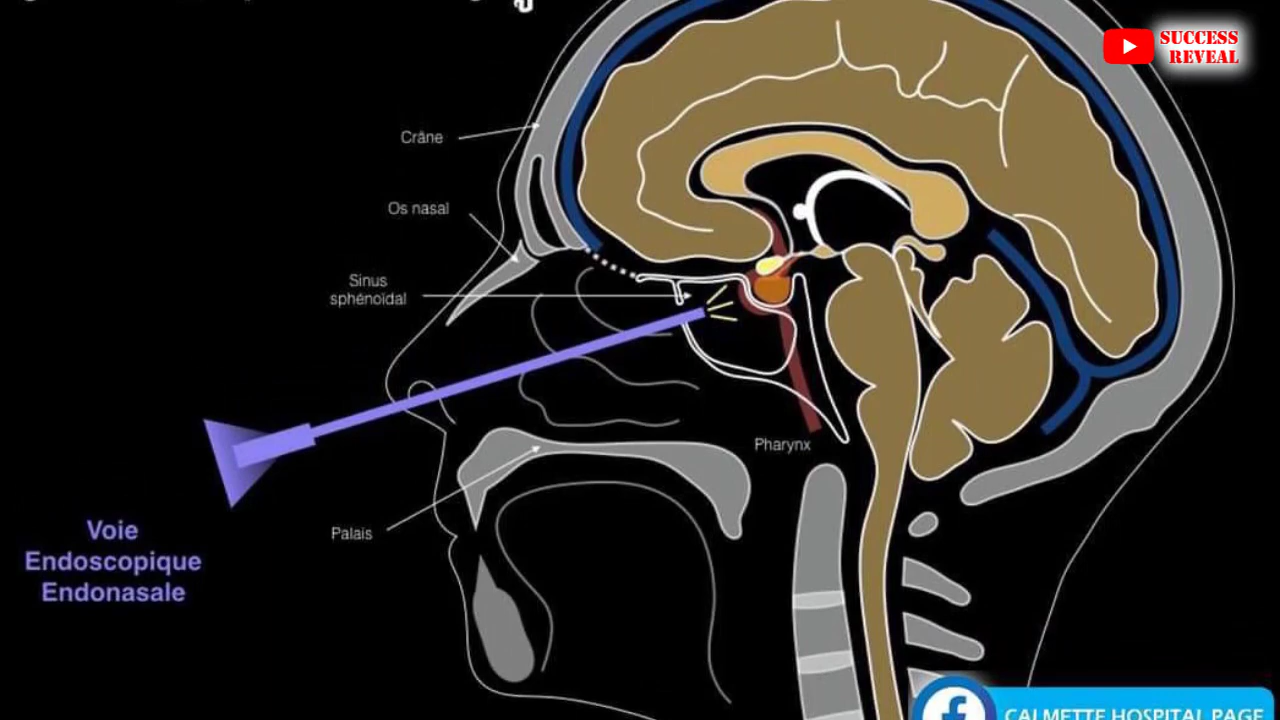 SUCCESS
REVEAL
Crâne
Os nasal
Sinus
sphénoïdal
Pharynx
Palais
Voie
Endoscopique
Endonasale
CALMETTE HOSPITAL PAGE